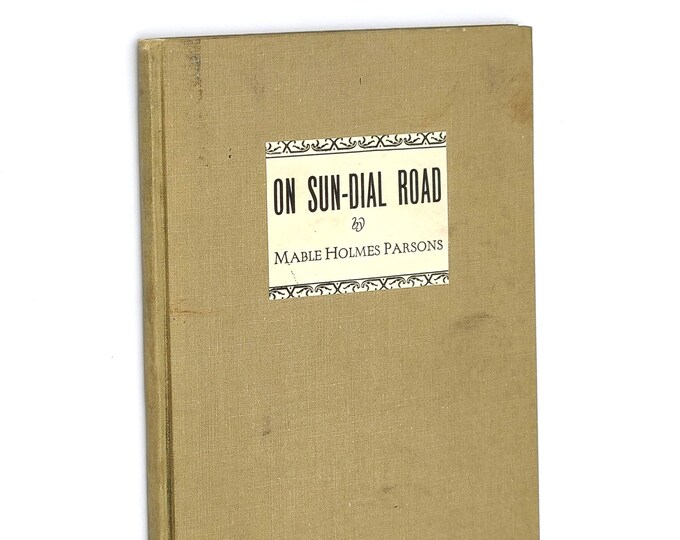 ON SUN-DIAL ROAD
by
MABLE HOLMES PARSONS